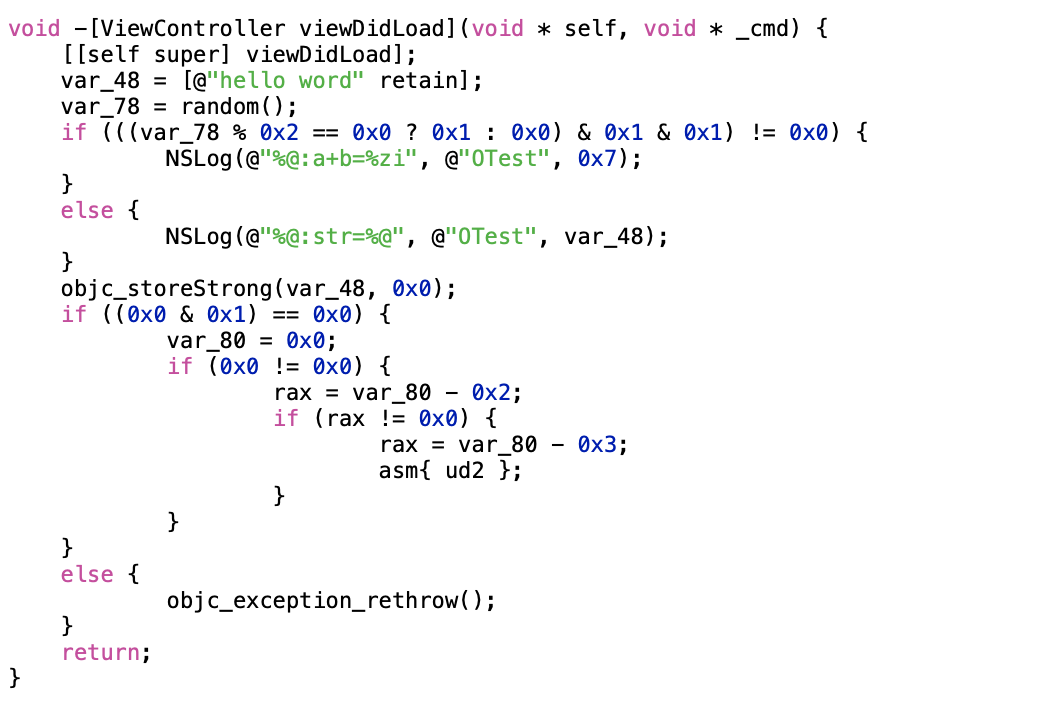 void -[ViewController viewDidLoad](void * self, void * _cmd) {
    [[self super] viewDidLoad];
    var_48 = [@"hello word" retain];
    var_78 = random();
    if (((var_78 % 0x2 == 0x0 ? 0x1 : 0x0) & 0x1 & 0x1) != 0x0) {
            NSLog(@"%@:a+b=%zi", @"OTest", 0x7);
    }
    else {
            NSLog(@"%@:str=%@", @"OTest", var_48);
    }
    objc_storeStrong(var_48, 0x0);
    if ((0x0 & 0x1) == 0x0) {
            var_80 = 0x0;
            if (0x0 != 0x0) {
                    rax = var_80 - 0x2;
                    if (rax != 0x0) {
                            rax = var_80 - 0x3;
                            asm{ ud2 };
                    }
            }
    }
    else {
            objc_exception_rethrow();
    }
    return;
}